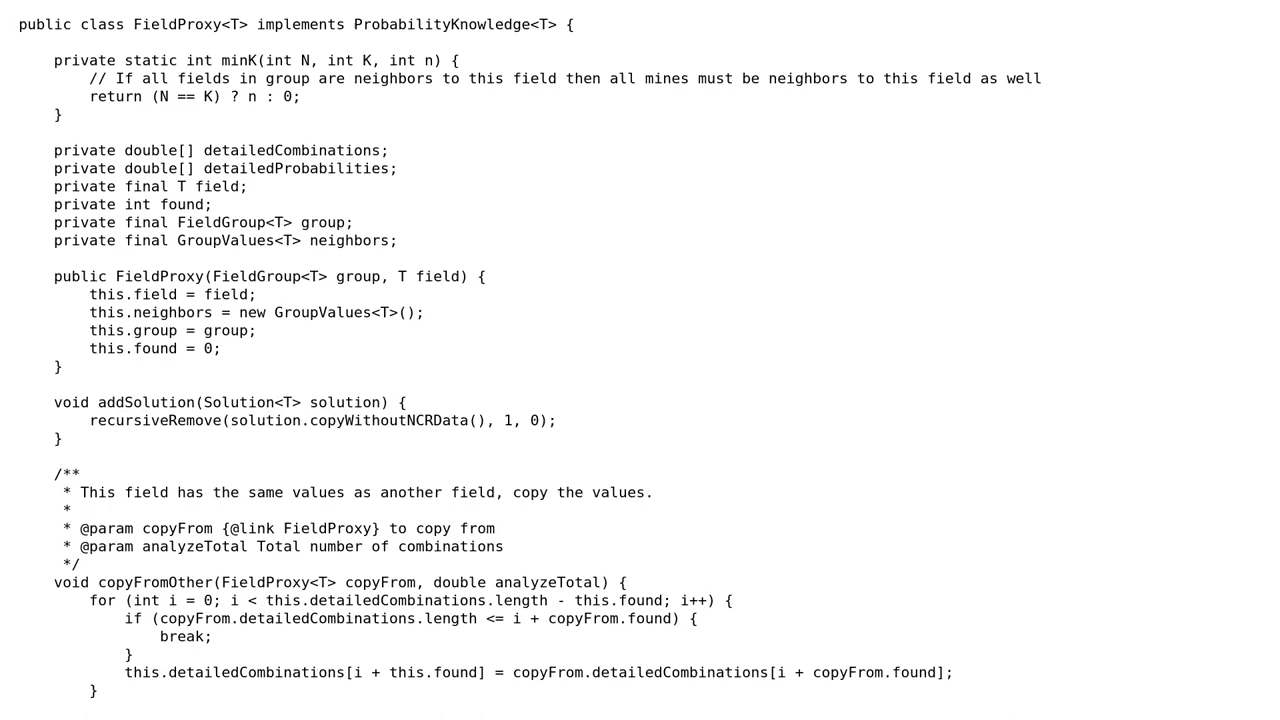 public class FieldProxy<T> implements ProbabilityKnowledge<T> {

    private static int minK(int N, int K, int n) {
        // If all fields in group are neighbors to this field then all mines must be neighbors to this field as well
        return (N == K) ? n : 0;
    }

    private double[] detailedCombinations;
    private double[] detailedProbabilities;
    private final T field;
    private int found;
    private final FieldGroup<T> group;
    private final GroupValues<T> neighbors;

    public FieldProxy(FieldGroup<T> group, T field) {
        this.field = field;
        this.neighbors = new GroupValues<T>();
        this.group = group;
        this.found = 0;
    }

    void addSolution(Solution<T> solution) {
        recursiveRemove(solution.copyWithoutNCRData(), 1, 0);
    }

    /**
     * This field has the same values as another field, copy the values.
     *
     * @param copyFrom {@link FieldProxy} to copy from
     * @param analyzeTotal Total number of combinations
     */
    void copyFromOther(FieldProxy<T> copyFrom, double analyzeTotal) {
        for (int i = 0; i < this.detailedCombinations.length - this.found; i++) {
            if (copyFrom.detailedCombinations.length <= i + copyFrom.found) {
                break;
            }
            this.detailedCombinations[i + this.found] = copyFrom.detailedCombinations[i + copyFrom.found];
        }